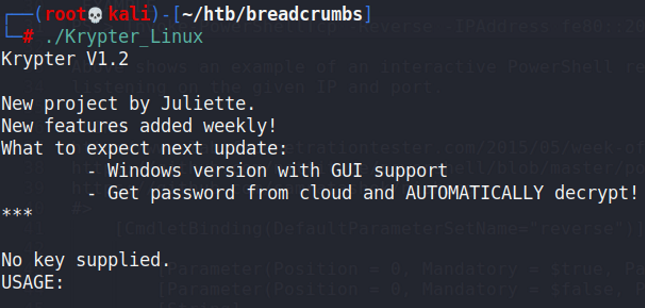 ┌──(root💀kali)-[~/htb/breadcrumbs]
└─# ./Krypter_Linux
Krypter V1.2
New project by Juliette.
New features added weekly!
What to expect next update:
- Windows version with GUI support
- Get password from cloud and AUTOMATICALLY decrypt!
***
No key supplied.
USAGE: